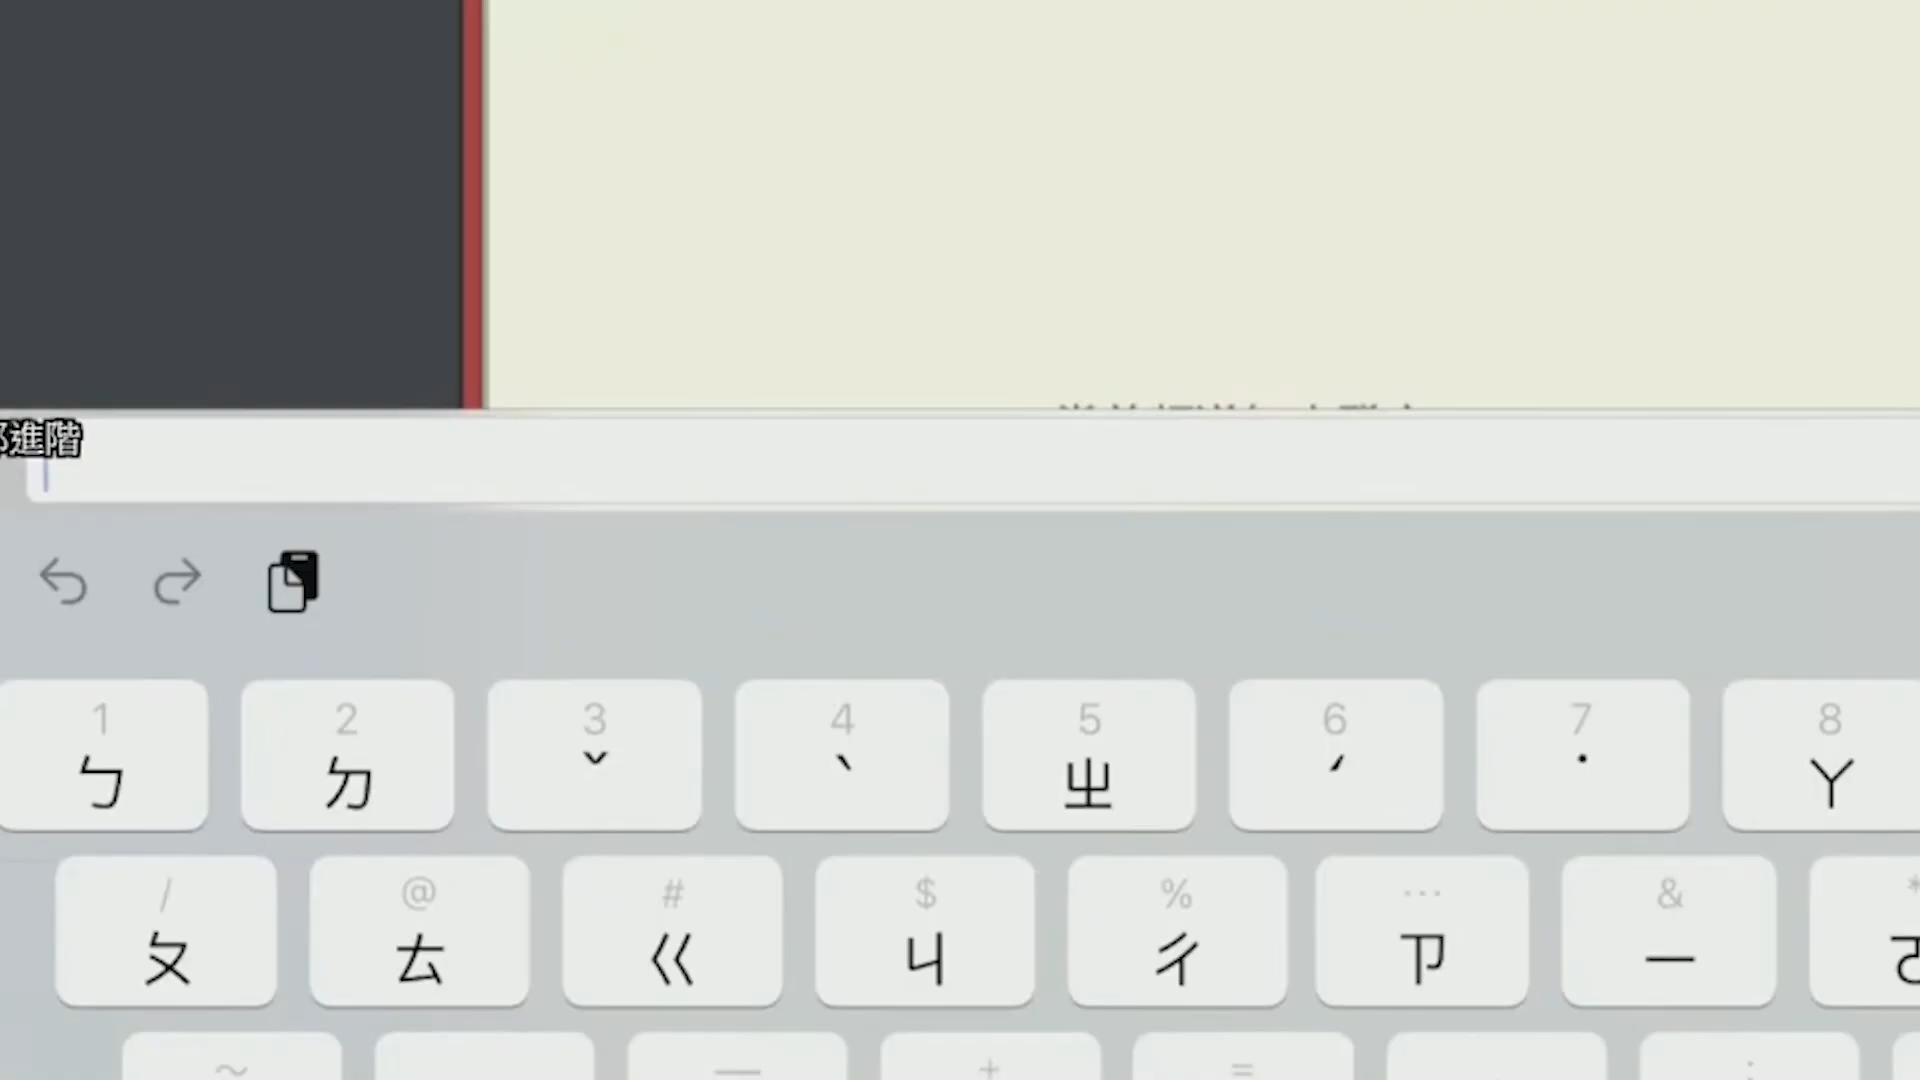 進階
1 2 3 4 5 6 7 8
ㄅ ㄉ ˇ ˋ ㄓ ˊ ˙ ㄚ
/ @ # $ % … & *
ㄆ ㄊ ㄍ ㄐ ㄔ ㄗ ㄧ ㄛ
~ — + = :